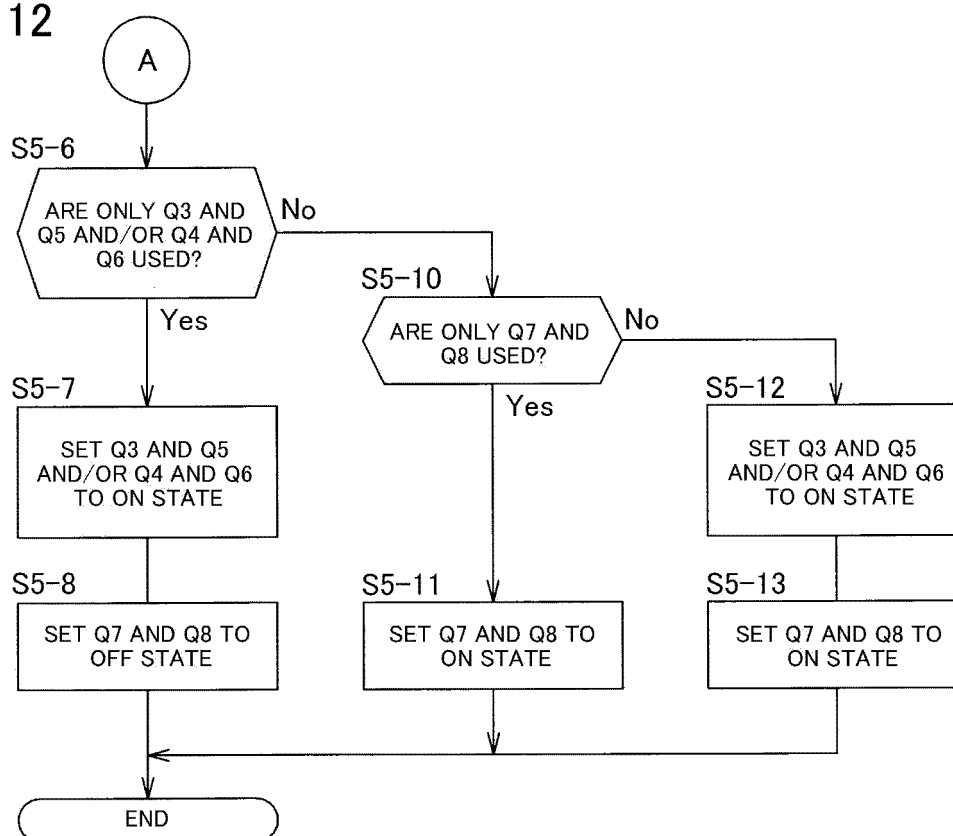 12
A
S5-6
ARE ONLY Q3 AND
Q5 AND/OR Q4 AND
Q6 USED?
No
Yes
S5-10
ARE ONLY Q7 AND
Q8 USED?
No
Yes
S5-7
SET Q3 AND Q5
AND/OR Q4 AND Q6
TO ON STATE
S5-12
SET Q3 AND Q5
AND/OR Q4 AND Q6
TO ON STATE
S5-8
SET Q7 AND Q8 TO
OFF STATE
S5-11
SET Q7 AND Q8 TO
ON STATE
S5-13
SET Q7 AND Q8 TO
ON STATE
END